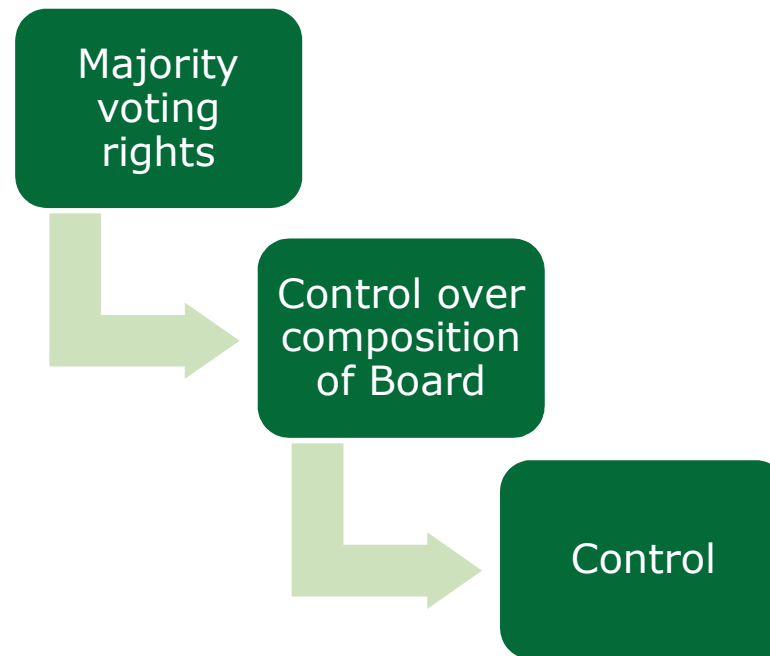 Majority
voting
rights
Control over
composition
of Board
Control